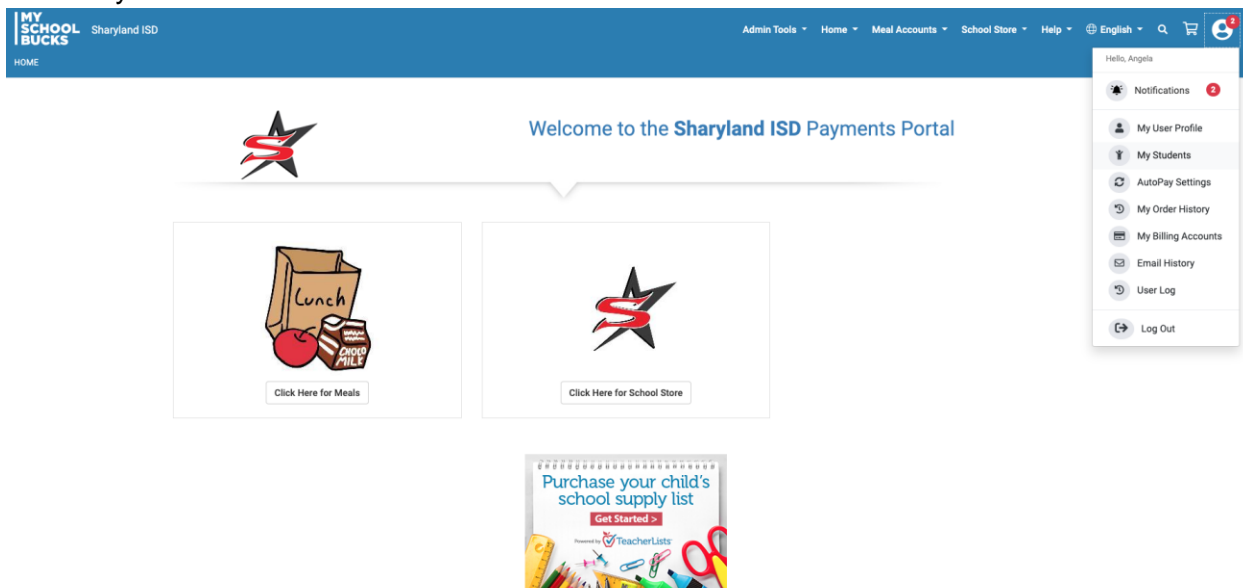 MY
SCHOOL
BUCKS
Sharyland ISD
Admin Tools
Home
Meal Accounts
School Store
Help
English
2
HOME
Hello, Angela
Notifications 2
My User Profile
My Students
AutoPay Settings
My Order History
My Billing Accounts
Email History
User Log
Log Out
Welcome to the Sharyland ISD Payments Portal
S
Lunch
CHOCO
MILK
Click Here for Meals
S
Click Here for School Store
Purchase your child's
school supply list
Get Started >
Powered by TeacherLists